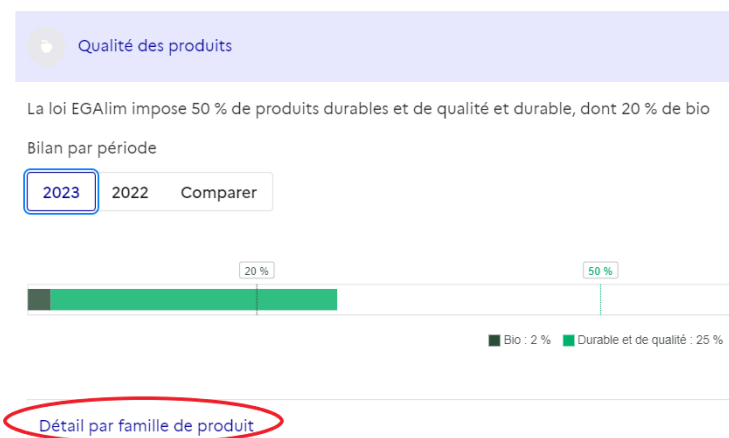 Qualité des produits
La loi EGAlim impose 50 % de produits durables et de qualité et durable, dont 20 % de bio
Bilan par période
2023 2022 Comparer
20 % 50 %
Bio : 2 % Durable et de qualité : 25 %
Détail par famille de produit